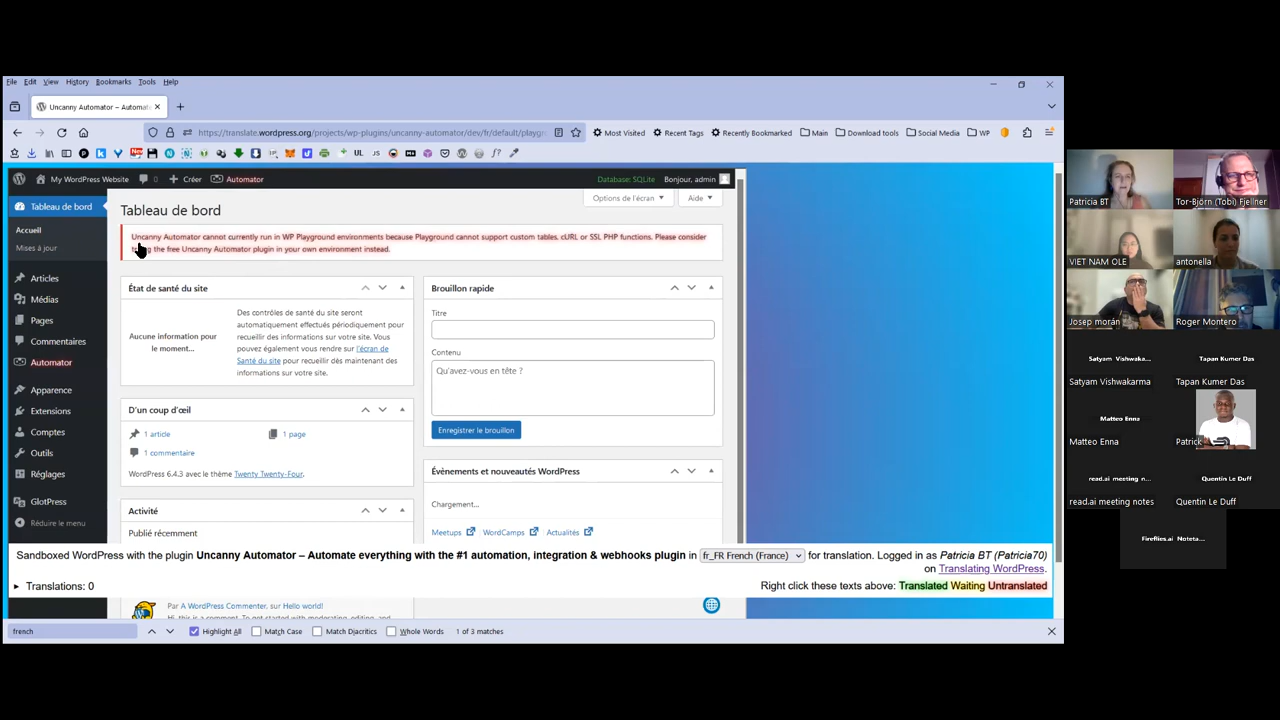 File Edit View History Bookmarks Tools Help
Uncanny Automator – Automate
https://translate.wordpress.org/projects/wp-plugins/uncanny-automator/dev/fr/default/playgr
Most Visited Recent Tags Recently Bookmarked Main Download tools Social Media WP
New UL JS
My WordPress Website 0 Créer Automator Database: SQLite Bonjour, admin
Tableau de bord
Accueil
Mises à jour
Articles
Médias
Pages
Commentaires
Automator
Apparence
Extensions
Comptes
Outils
Réglages
GlotPress
Réduire le menu
Options de l'écran ▼ Aide ▼
Tableau de bord
Uncanny Automator cannot currently run in WP Playground environments because Playground cannot support custom tables, cURL or SSL PHP functions. Please consider
the free Uncanny Automator plugin in your own environment instead.
État de santé du site
Aucune information pour
le moment...
Des contrôles de santé du site seront
automatiquement effectués périodiquement pour
recueillir des informations sur votre site. Vous
pouvez également vous rendre sur l'écran de
Santé du site pour recueillir dès maintenant des
informations sur votre site.
D'un coup d'œil
1 article 1 page
1 commentaire
WordPress 6.4.3 avec le thème Twenty Twenty-Four.
Activité
Publié récemment
Brouillon rapide
Titre
Contenu
Qu'avez-vous en tête ?
Enregistrer le brouillon
Évènements et nouveautés WordPress
Chargement...
Meetups WordCamps Actualités
Sandboxed WordPress with the plugin Uncanny Automator – Automate everything with the #1 automation, integration & webhooks plugin in fr_FR French (France) for translation. Logged in as Patricia BT (Patricia70)
on Translating WordPress.
Translations: 0
Right click these texts above: Translated Waiting Untranslated
Par A WordPress Commenter, sur Hello world!
french Highlight All Match Case Match Diacritics Whole Words 1 of 3 matches
Patricia BT
Tor-Björn (Tobi) Fjellner
VIET NAM OLE
antonella
Josep morán
Roger Montero
Satyam Vishwaka...
Satyam Vishwakarma
Tapan Kumer Das
Tapan Kumer Das
Matteo Enna
Matteo Enna
Patrick
read.ai meeting n...
read.ai meeting notes
Quentin Le Duff
Quentin Le Duff
Fireflies.ai Noteta...